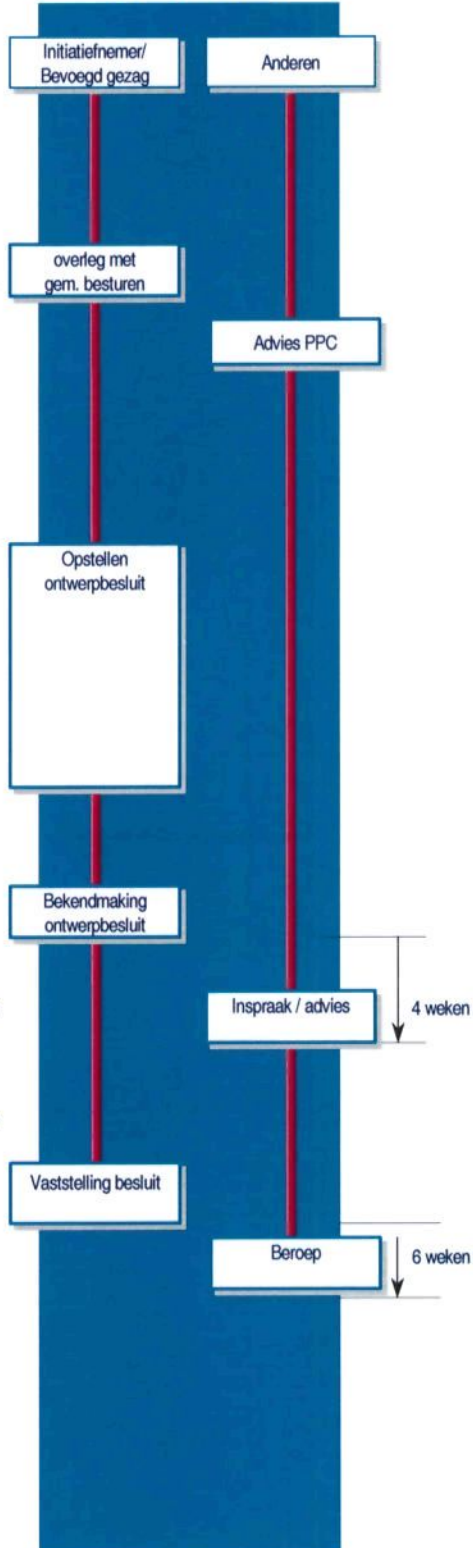 Initiatiefnemer/
Bevoegd gezag
Anderen
overleg met
gem. besturen
Advies PPC
Opstellen
ontwerpbesluit
Bekendmaking
ontwerpbesluit
Inspraak / advies
4 weken
Vaststelling besluit
Beroep
6 weken